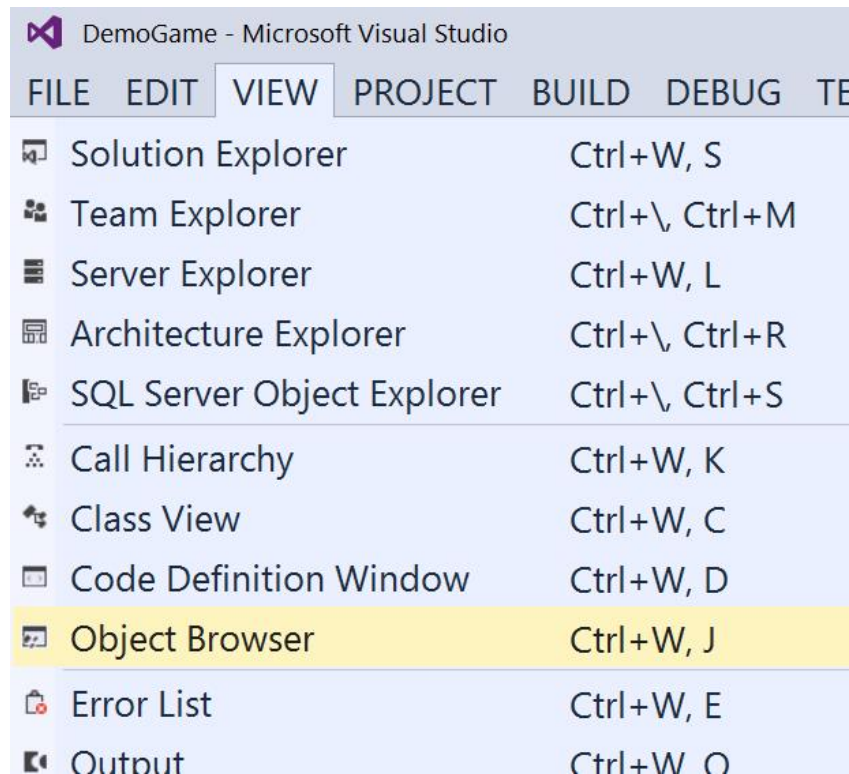 DemoGame - Microsoft Visual Studio
FILE EDIT VIEW PROJECT BUILD DEBUG TE
Solution Explorer Ctrl+W, S
Team Explorer Ctrl+\, Ctrl+M
Server Explorer Ctrl+W, L
Architecture Explorer Ctrl+\, Ctrl+R
SQL Server Object Explorer Ctrl+\, Ctrl+S
Call Hierarchy Ctrl+W, K
Class View Ctrl+W, C
Code Definition Window Ctrl+W, D
Object Browser Ctrl+W, J
Error List Ctrl+W, E
Output Ctrl+W, O